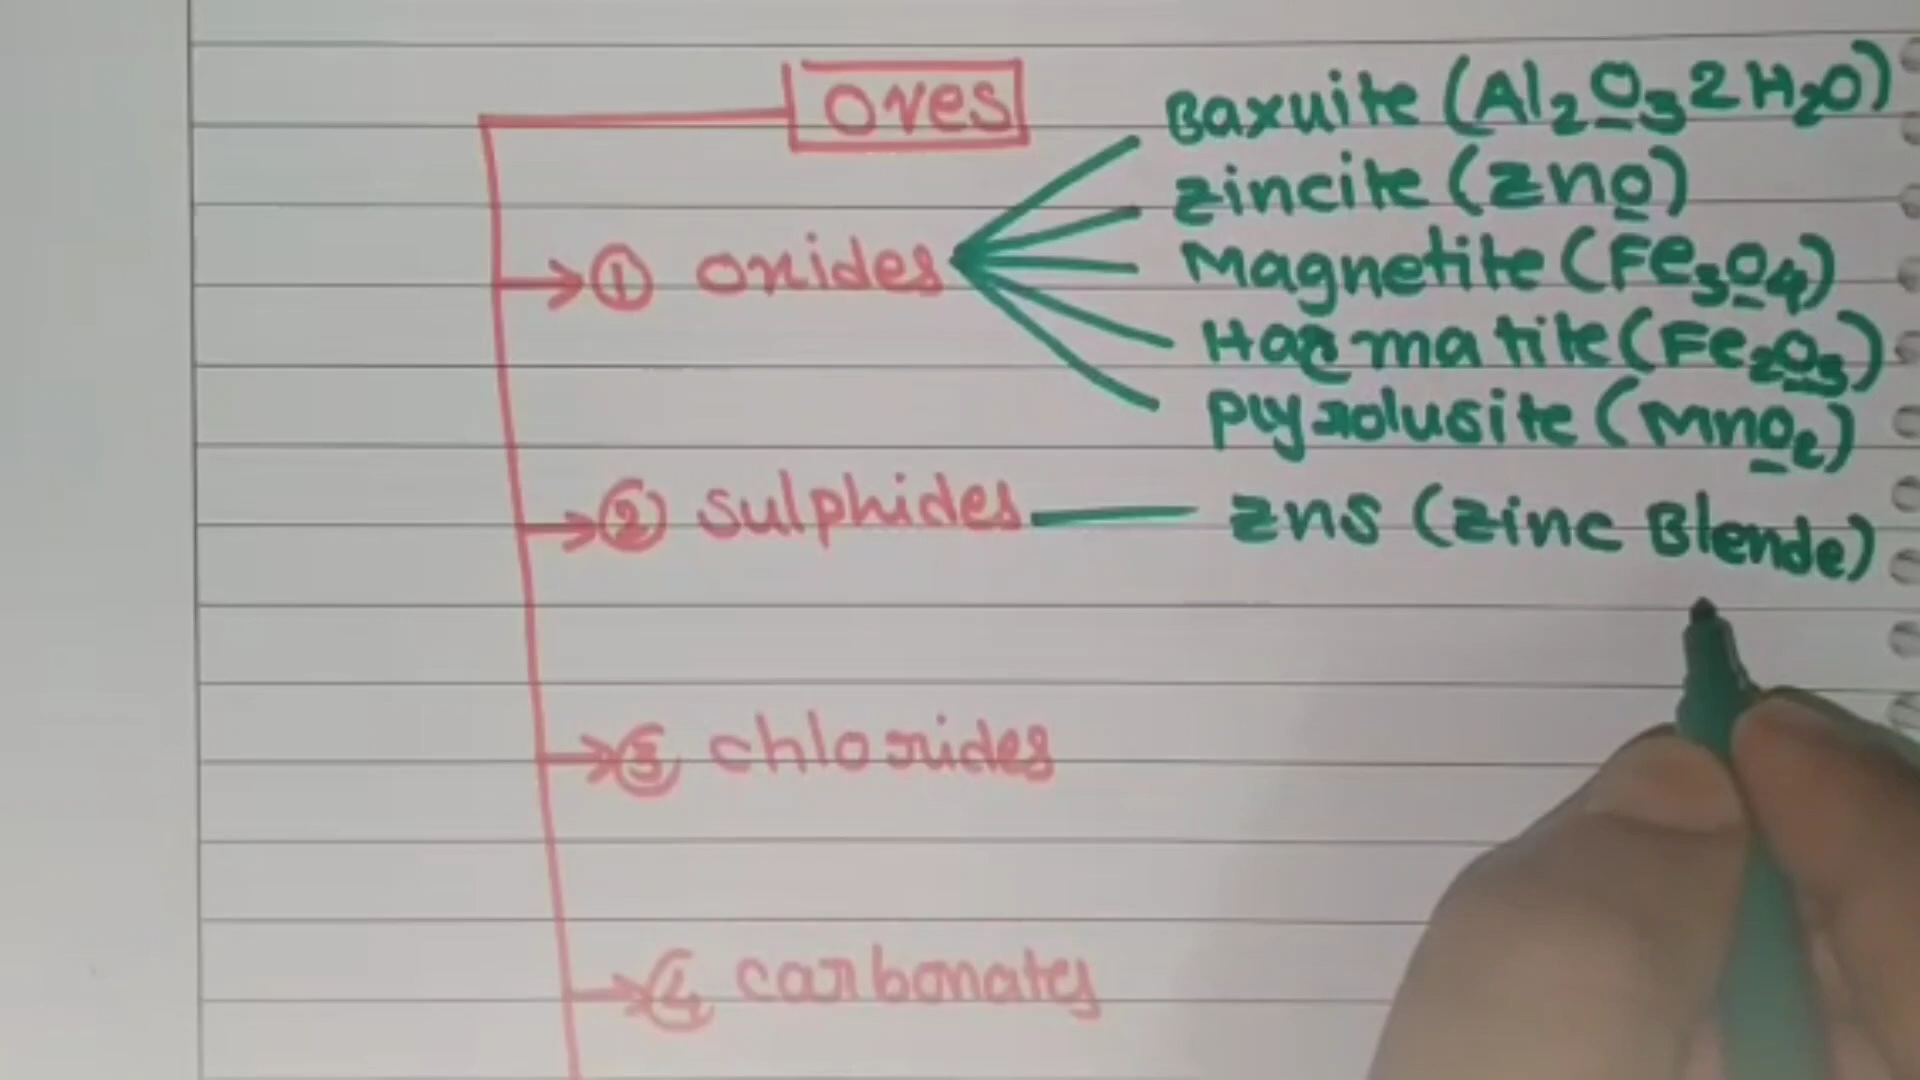 Ores
Baxuite (Al2O3 2H2O)
Zincite (ZnO)
① oxides
Magnetite (Fe3O4)
Haematite (Fe2O3)
Plyrolusite (MnO2)
② sulphides
ZnS (Zinc Blende)
③ chlorides
④ carbonates